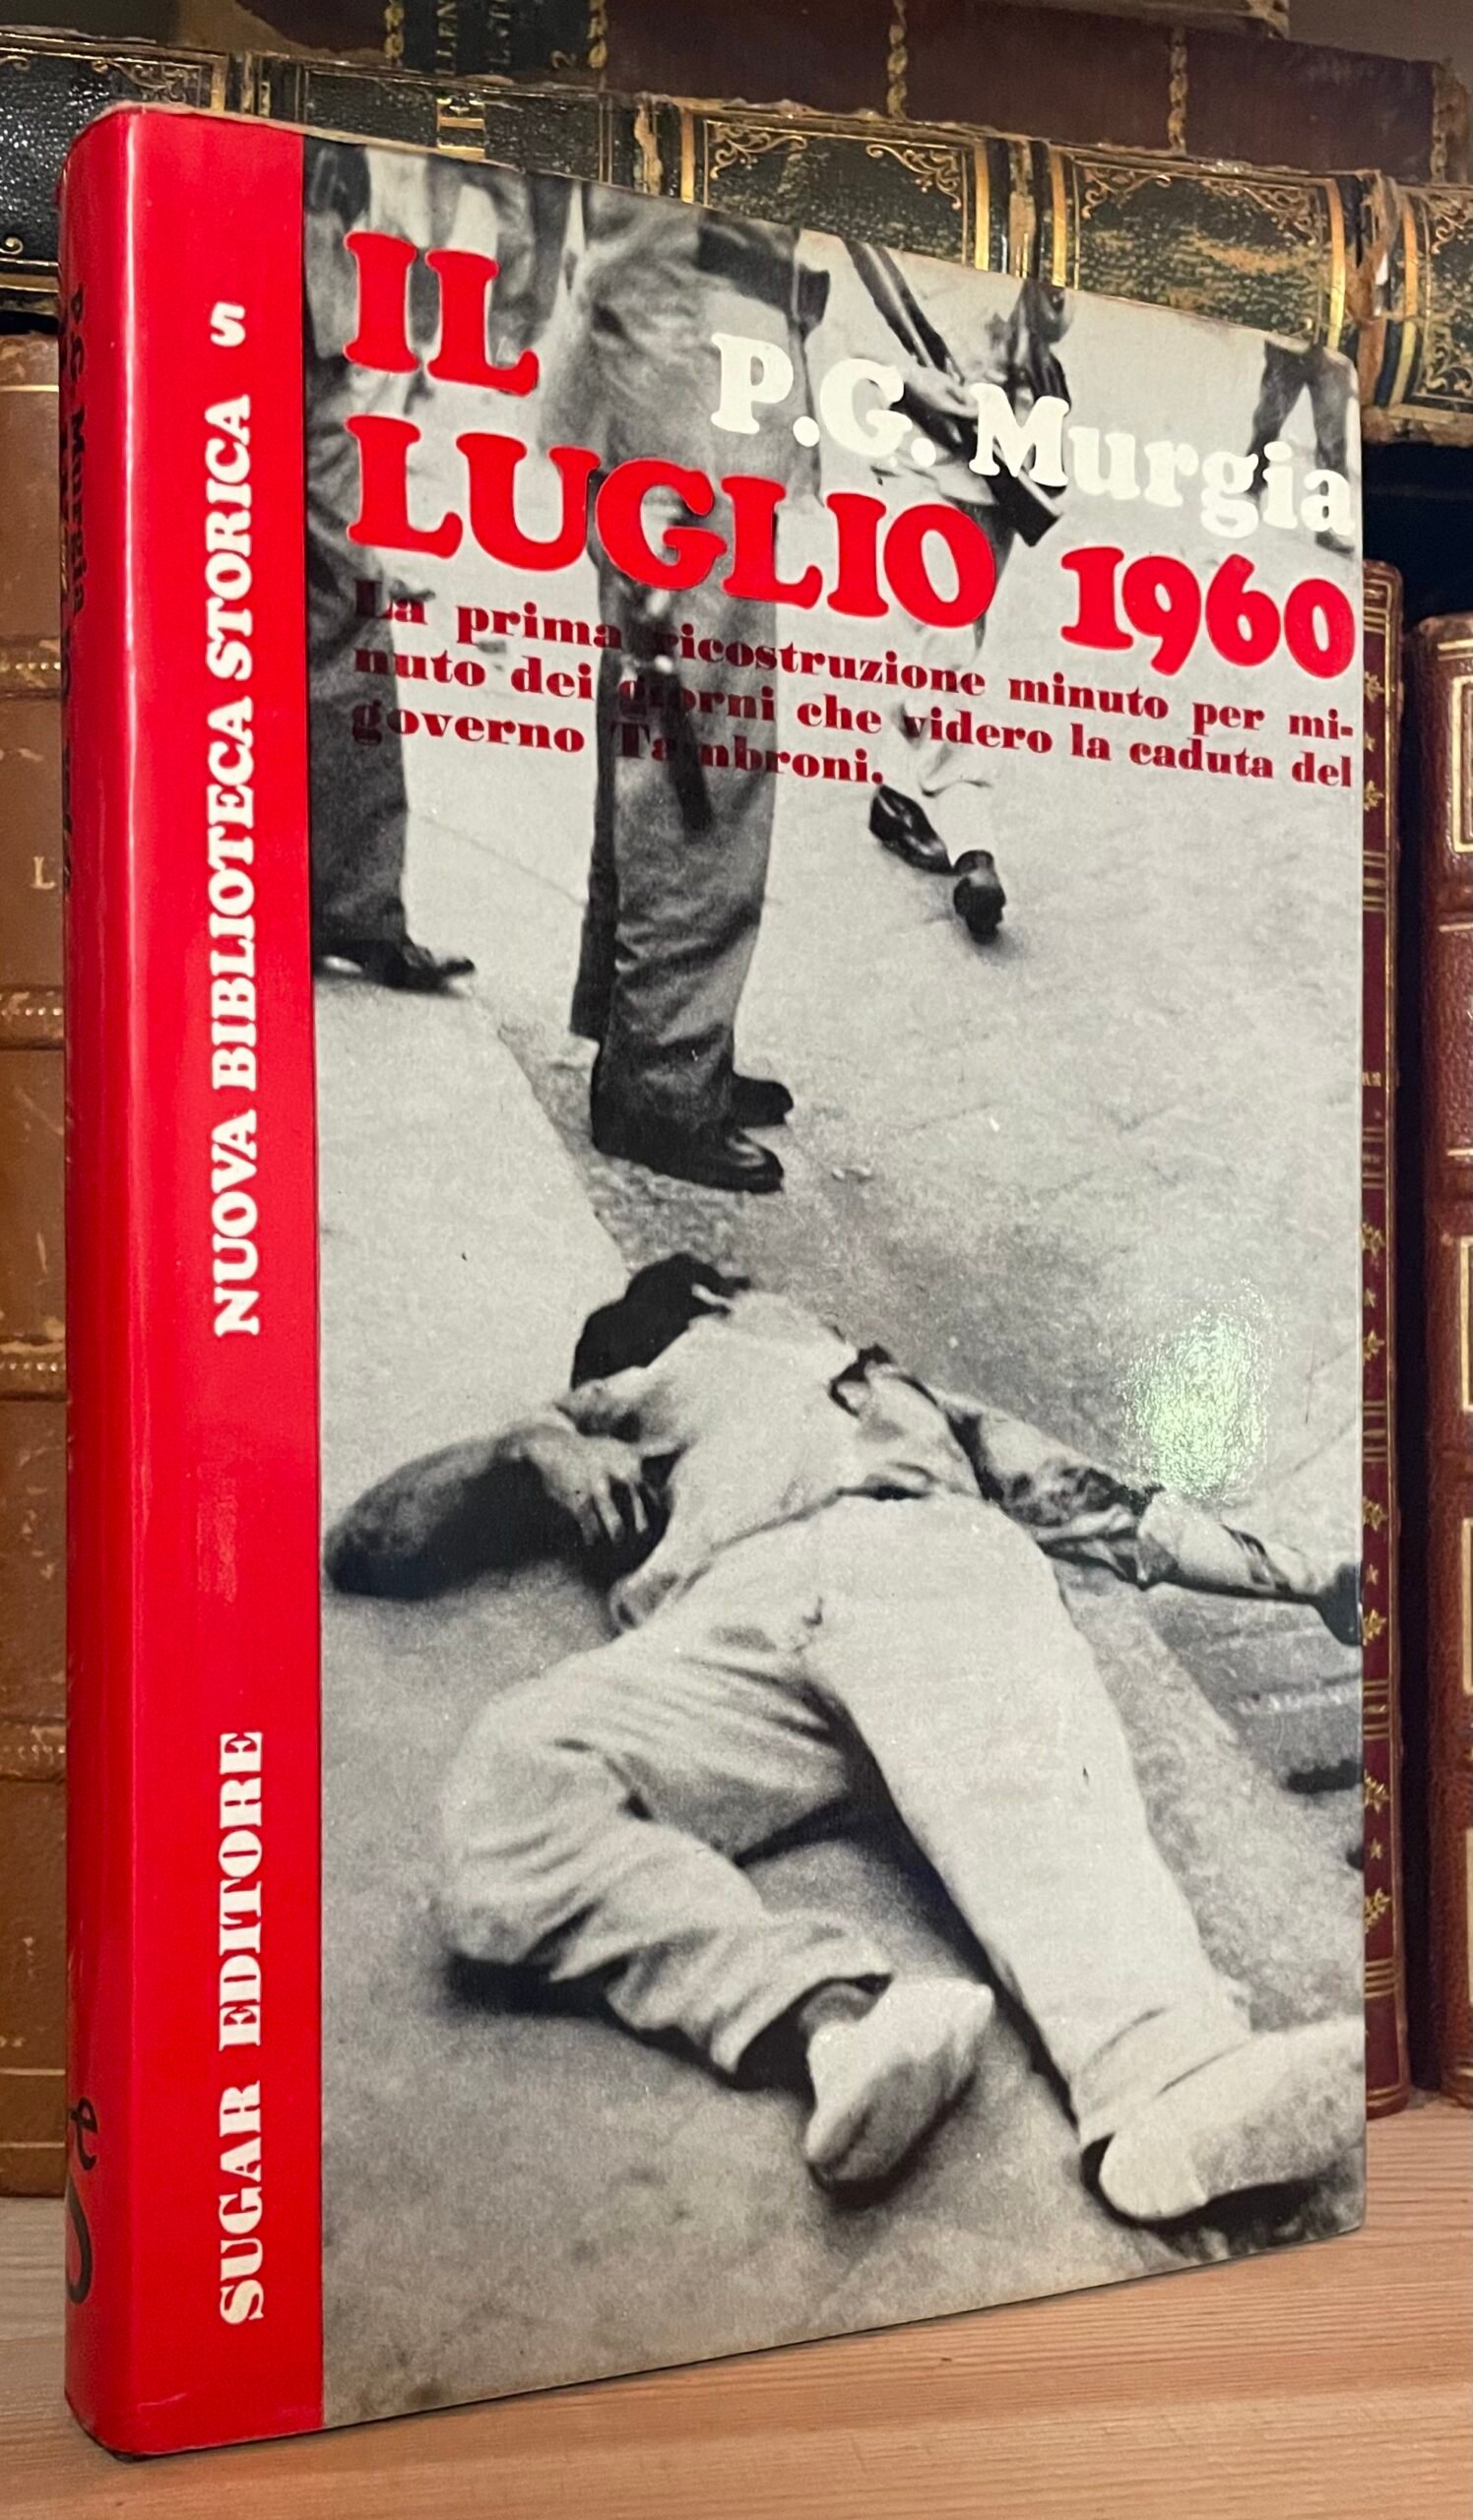 IL
P.G. Murgia
LUGLIO 1960
La prima ricostruzione minuto per mi-
nuto dei giorni che videro la caduta del
governo Tambroni.
NUOVA BIBLIOTECA STORICA S
SUGAR EDITORE
P.G. Murgia